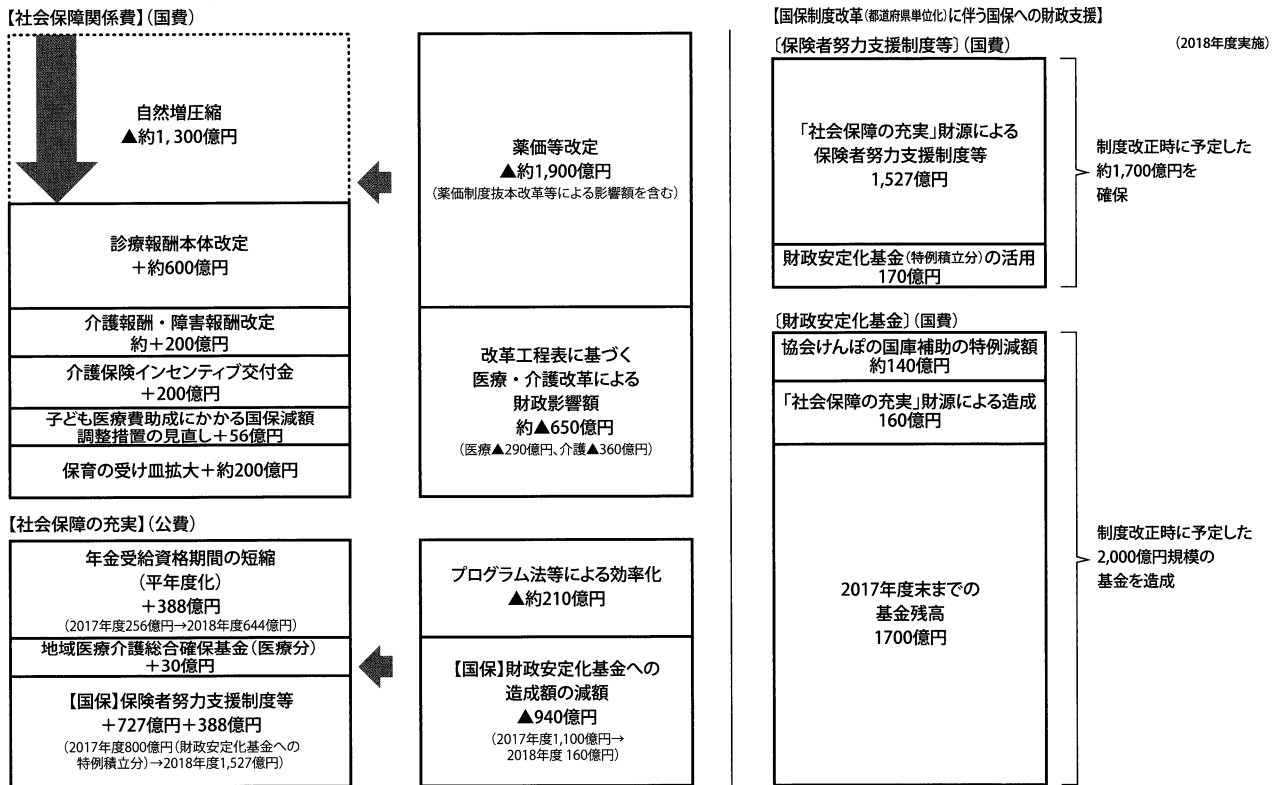 【社会保障関係費】(国費)
自然増圧縮
▲約1,300億円
診療報酬本体改定
＋約600億円
介護報酬・障害報酬改定
約＋200億円
介護保険インセンティブ交付金
＋200億円
子ども医療費助成にかかる国保減額
調整措置の見直し＋56億円
保育の受け皿拡大＋約200億円
薬価等改定
▲約1,900億円
(薬価制度抜本改革等による影響額を含む)
改革工程表に基づく
医療・介護改革による
財政影響額
約▲650億円
(医療▲290億円、介護▲360億円)
【社会保障の充実】(公費)
年金受給資格期間の短縮
(平年度化)
＋388億円
(2017年度256億円→2018年度644億円)
地域医療介護総合確保基金(医療分)
＋30億円
【国保】保険者努力支援制度等
＋727億円＋388億円
(2017年度800億円(財政安定化基金への
特例積立分)→2018年度1,527億円)
プログラム法等による効率化
▲約210億円
【国保】財政安定化基金への
造成額の減額
▲940億円
(2017年度1,100億円→
2018年度 160億円)
【国保制度改革(都道府県単位化)に伴う国保への財政支援】
〔保険者努力支援制度等〕(国費)
(2018年度実施)
「社会保障の充実」財源による
保険者努力支援制度等
1,527億円
財政安定化基金(特例積立分)の活用
170億円
制度改正時に予定した
約1,700億円を
確保
〔財政安定化基金〕(国費)
協会けんぽの国庫補助の特例減額
約140億円
「社会保障の充実」財源による造成
160億円
2017年度末までの
基金残高
1700億円
制度改正時に予定した
2,000億円規模の
基金を造成